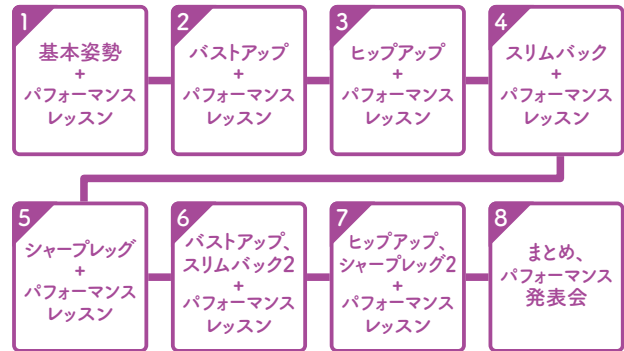 1
基本姿勢
+
パフォーマンス
レッスン
2
バストアップ
+
パフォーマンス
レッスン
3
ヒップアップ
+
パフォーマンス
レッスン
4
スリムバック
+
パフォーマンス
レッスン
5
シャープレッグ
+
パフォーマンス
レッスン
6
バストアップ、
スリムバック2
+
パフォーマンス
レッスン
7
ヒップアップ、
シャープレッグ2
+
パフォーマンス
レッスン
8
まとめ、
パフォーマンス
発表会